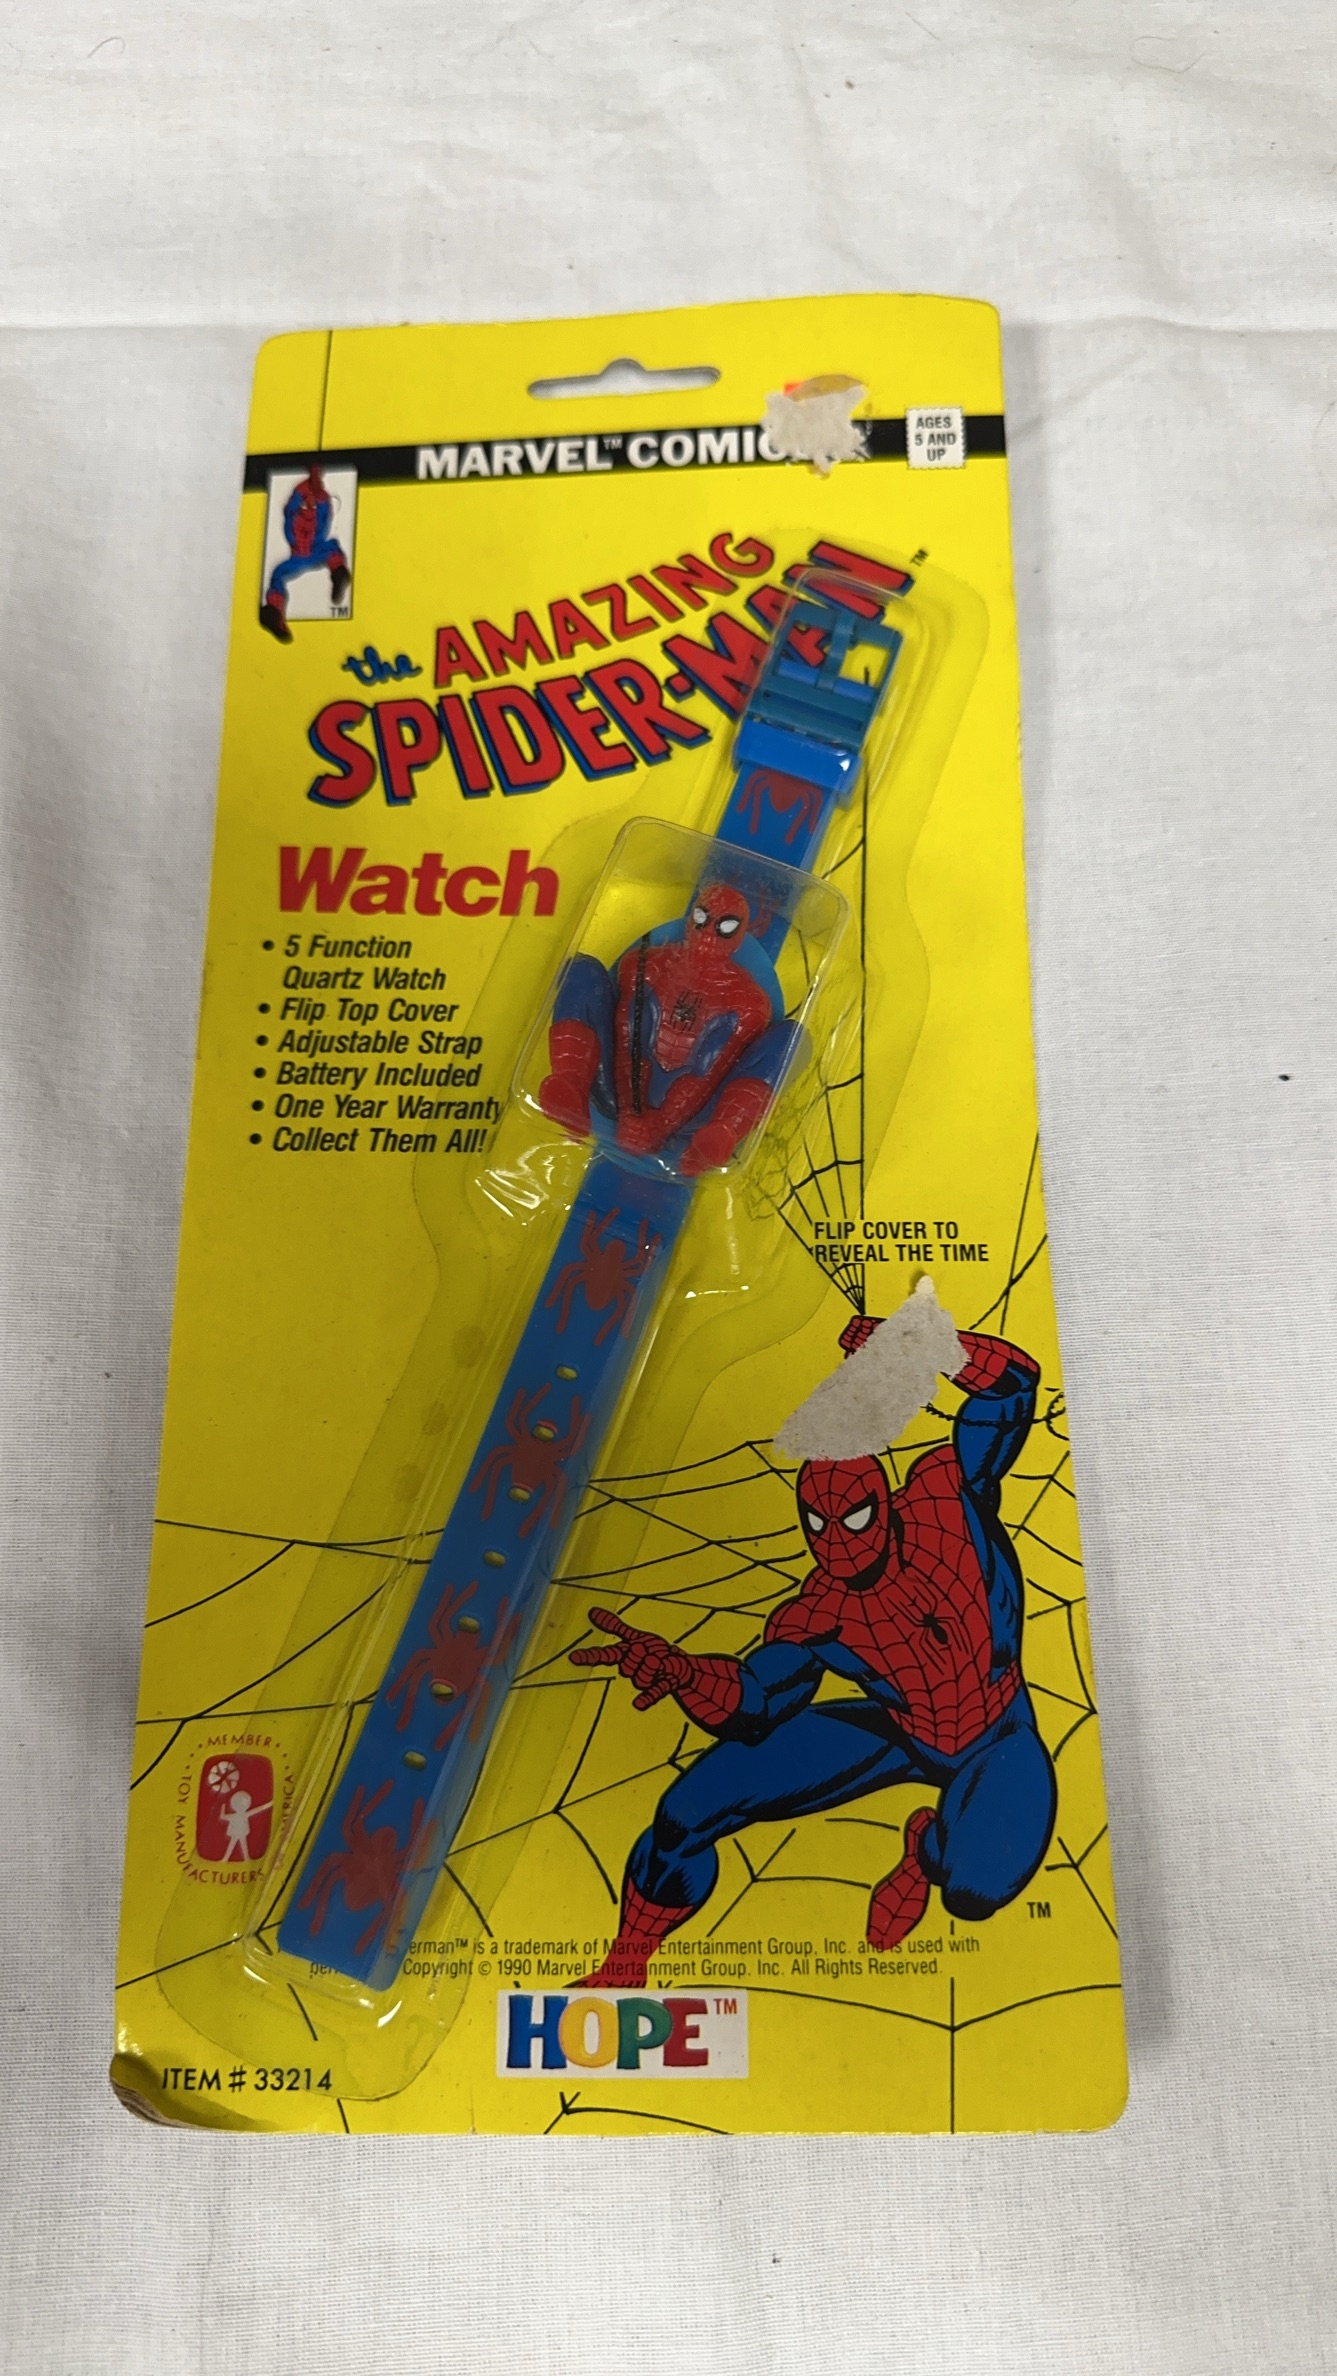 MARVEL™ COMIC
AGES
5 AND
UP
TM
the AMAZING
SPIDER-MAN™
Watch
• 5 Function
Quartz Watch
• Flip Top Cover
• Adjustable Strap
• Battery Included
• One Year Warranty
• Collect Them All!
FLIP COVER TO
REVEAL THE TIME
• MEMBER •
TOY MANUFACTURERS
TM
erman™ is a trademark of Marvel Entertainment Group, Inc. and is used with
Copyright © 1990 Marvel Entertainment Group, Inc. All Rights Reserved.
HOPE™
ITEM # 33214